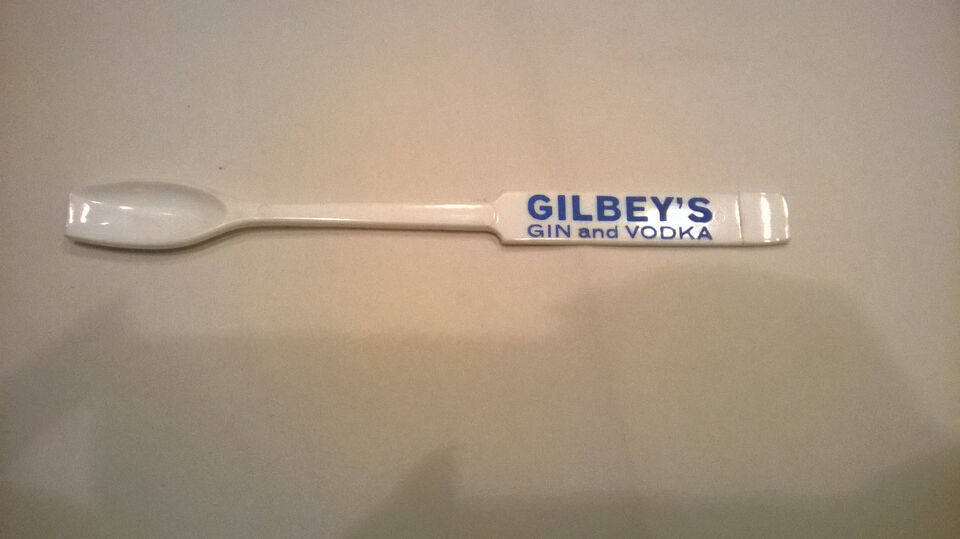 GILBEY'S
GIN and VODKA